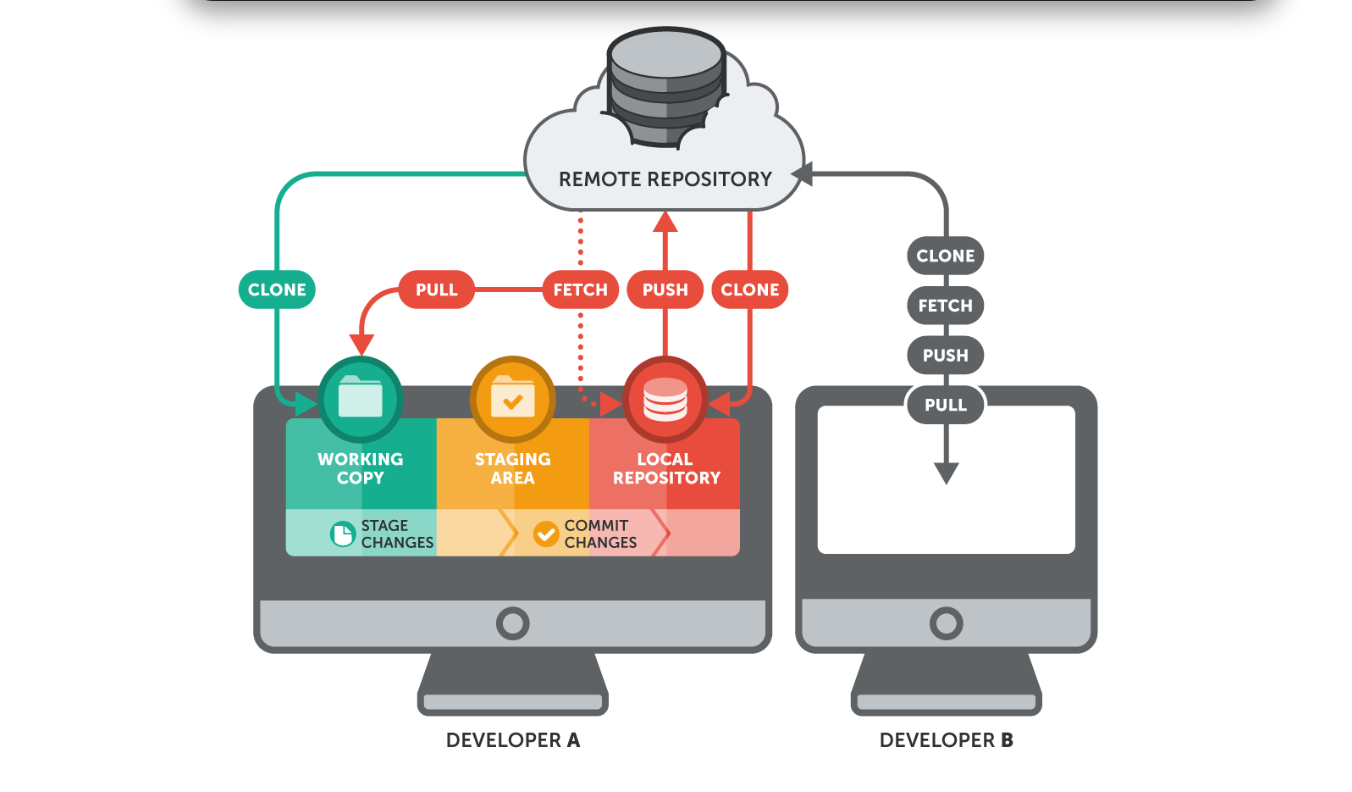 REMOTE REPOSITORY
CLONE
PULL
FETCH
PUSH
CLONE
CLONE
FETCH
PUSH
PULL
WORKING
COPY
STAGING
AREA
LOCAL
REPOSITORY
STAGE
CHANGES
COMMIT
CHANGES
DEVELOPER A
DEVELOPER B